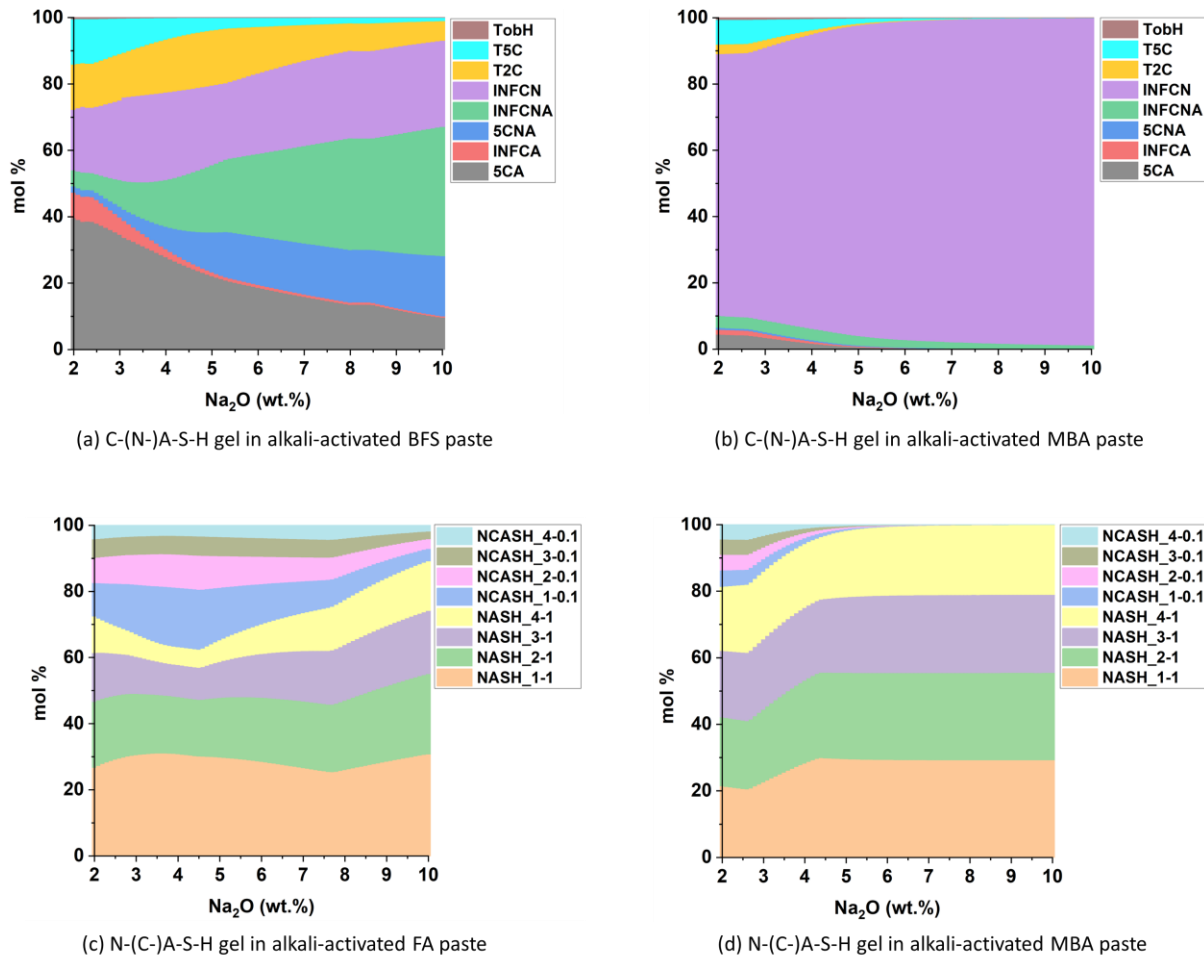 100
80
60
40
20
0
mol %
2 3 4 5 6 7 8 9 10
Na₂O (wt.%)
TobH
T5C
T2C
INFCN
INFCNA
5CNA
INFCA
5CA
(a) C-(N-)A-S-H gel in alkali-activated BFS paste
100
80
60
40
20
0
mol %
2 3 4 5 6 7 8 9 10
Na₂O (wt.%)
TobH
T5C
T2C
INFCN
INFCNA
5CNA
INFCA
5CA
(b) C-(N-)A-S-H gel in alkali-activated MBA paste
100
80
60
40
20
0
mol %
2 3 4 5 6 7 8 9 10
Na₂O (wt.%)
NCASH_4-0.1
NCASH_3-0.1
NCASH_2-0.1
NCASH_1-0.1
NASH_4-1
NASH_3-1
NASH_2-1
NASH_1-1
(c) N-(C-)A-S-H gel in alkali-activated FA paste
100
80
60
40
20
0
mol %
2 3 4 5 6 7 8 9 10
Na₂O (wt.%)
NCASH_4-0.1
NCASH_3-0.1
NCASH_2-0.1
NCASH_1-0.1
NASH_4-1
NASH_3-1
NASH_2-1
NASH_1-1
(d) N-(C-)A-S-H gel in alkali-activated MBA paste